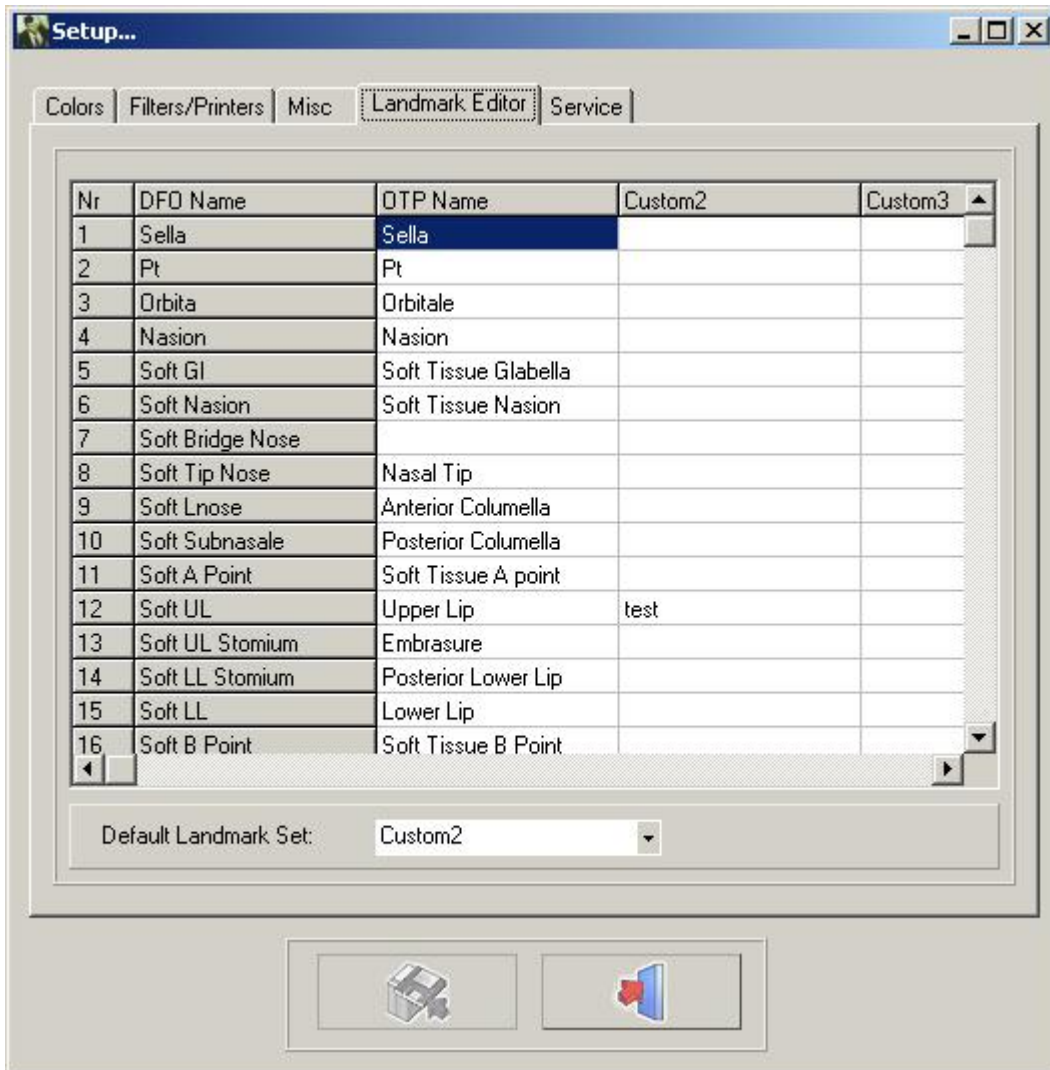 Setup...
Colors Filters/Printers Misc Landmark Editor Service
Nr DFO Name OTP Name Custom2 Custom3
1 Sella Sella
2 Pt Pt
3 Orbita Orbitale
4 Nasion Nasion
5 Soft Gl Soft Tissue Glabella
6 Soft Nasion Soft Tissue Nasion
7 Soft Bridge Nose
8 Soft Tip Nose Nasal Tip
9 Soft Lnose Anterior Columella
10 Soft Subnasale Posterior Columella
11 Soft A Point Soft Tissue A point
12 Soft UL Upper Lip test
13 Soft UL Stomium Embrasure
14 Soft LL Stomium Posterior Lower Lip
15 Soft LL Lower Lip
16 Soft B Point Soft Tissue B Point
Default Landmark Set: Custom2